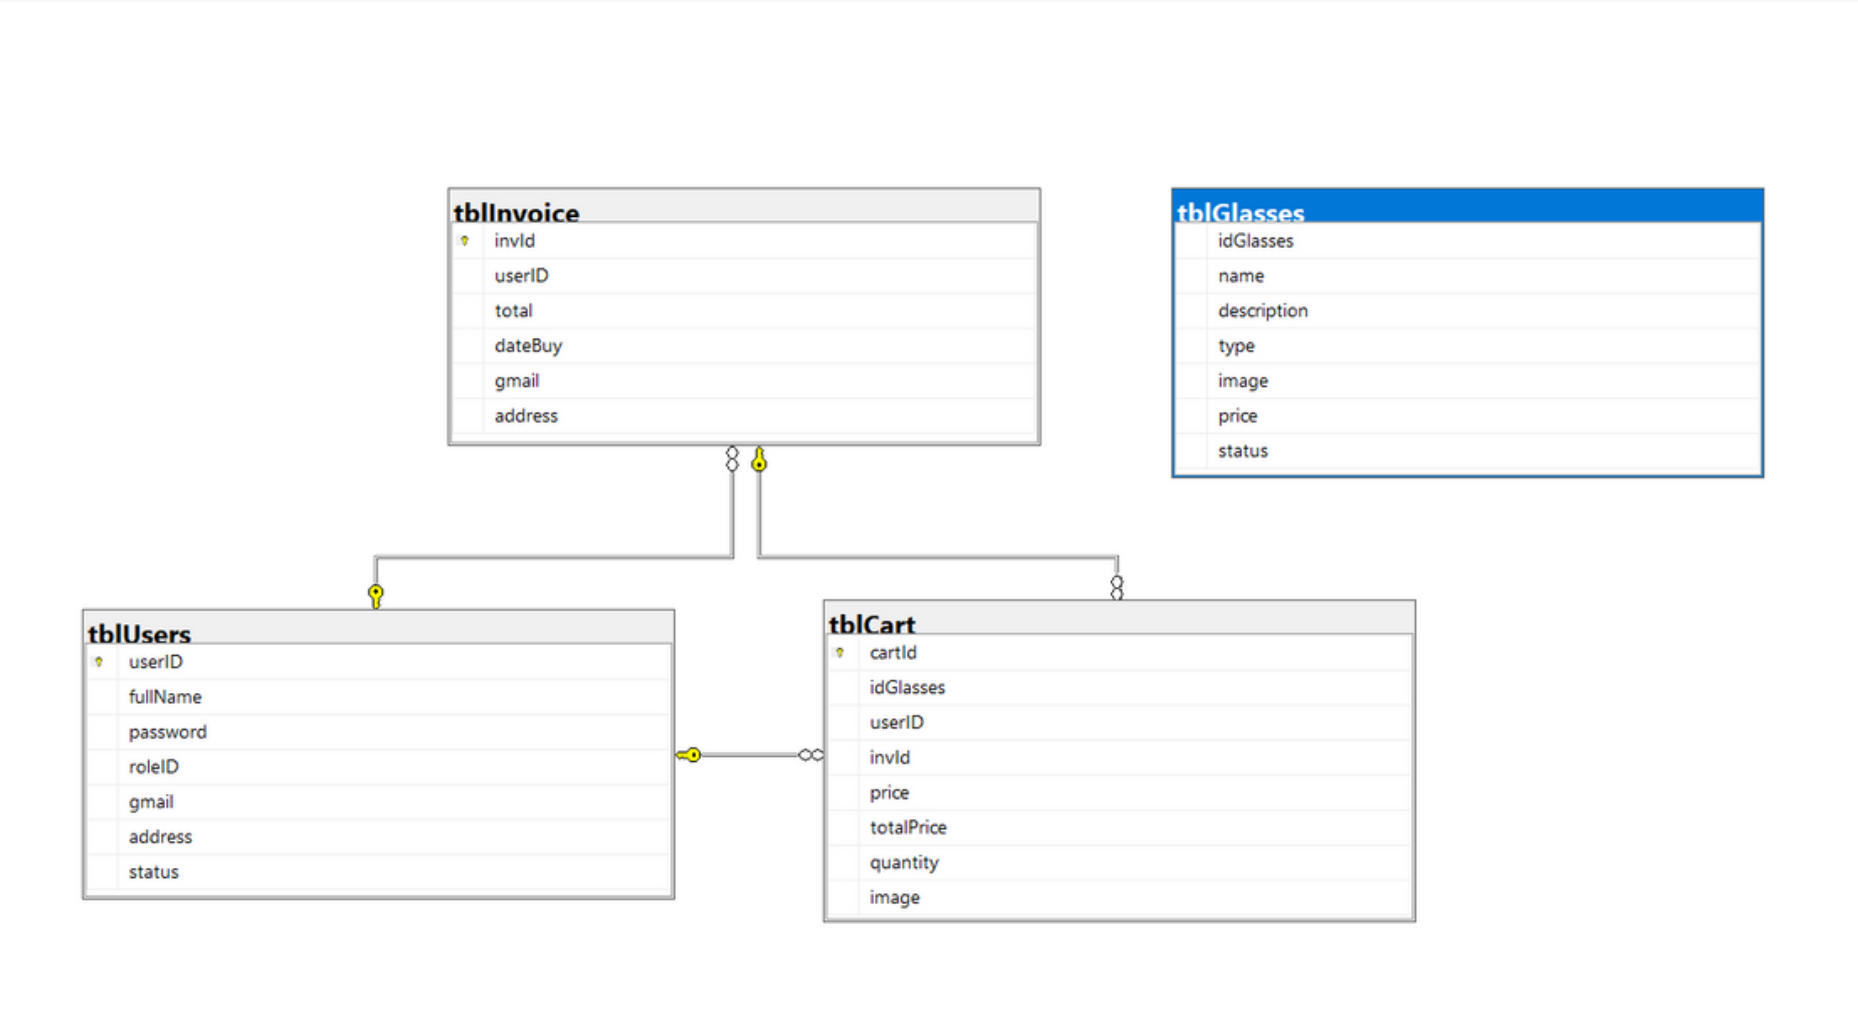 tblInvoice
invId
userID
total
dateBuy
gmail
address
tblGlasses
idGlasses
name
description
type
image
price
status
tblUsers
userID
fullName
password
roleID
gmail
address
status
tblCart
cartId
idGlasses
userID
invId
price
totalPrice
quantity
image